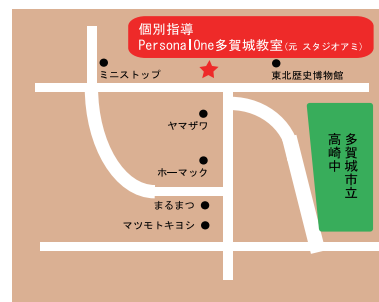 個別指導
PersonalOne多賀城教室(元 スタジオアミ)
ミニストップ
東北歴史博物館
ヤマザワ
ホーマック
まるまつ
マツモトキヨシ
多賀城市立
高崎中